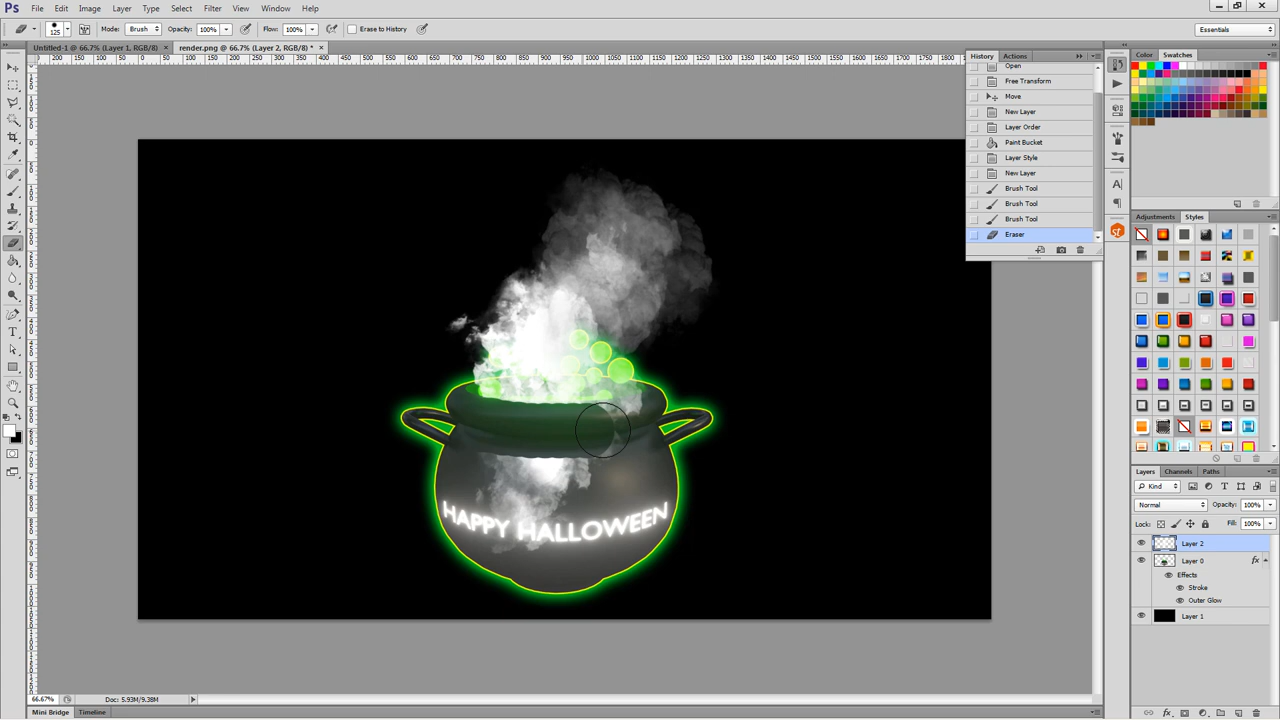 Ps File Edit Image Layer Type Select Filter View Window Help
125 Mode: Brush Opacity: 100% Flow: 100% Erase to History Essentials
Untitled-1 @ 66.7% (Layer 1, RGB/8) × render.png @ 66.7% (Layer 2, RGB/8) * ×
History Actions
Open
Free Transform
Move
New Layer
Layer Order
Paint Bucket
Layer Style
New Layer
Brush Tool
Brush Tool
Brush Tool
Eraser
Color Swatches
Adjustments Styles
HAPPY HALLOWEEN
Layers Channels Paths
Kind
Normal Opacity: 100%
Lock: Fill: 100%
Layer 2
Layer 0 fx
Effects
Stroke
Outer Glow
Layer 1
66.67% Doc: 5.93M/9.38M
Mini Bridge Timeline